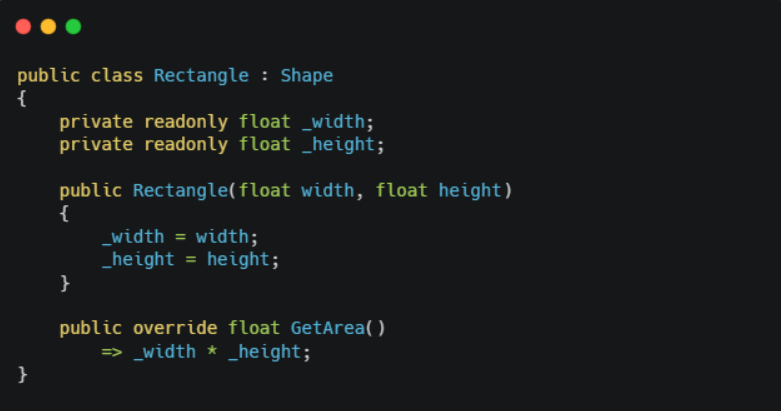 public class Rectangle : Shape
{
    private readonly float _width;
    private readonly float _height;

    public Rectangle(float width, float height)
    {
        _width = width;
        _height = height;
    }

    public override float GetArea()
        => _width * _height;
}